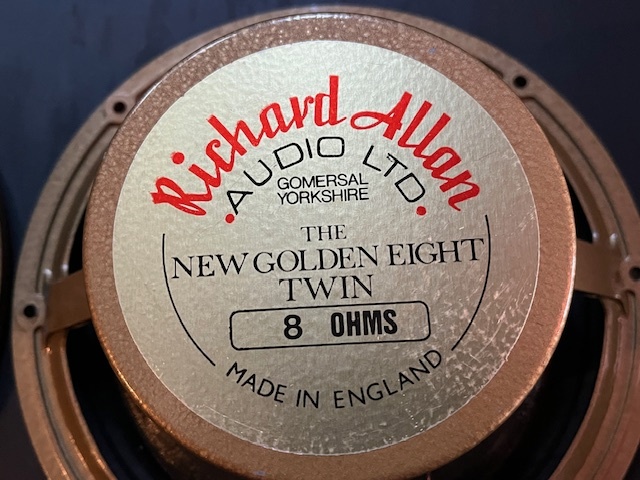 Richard Allan
AUDIO LTD.
GOMERSAL
YORKSHIRE
THE
NEW GOLDEN EIGHT
TWIN
8 OHMS
MADE IN ENGLAND